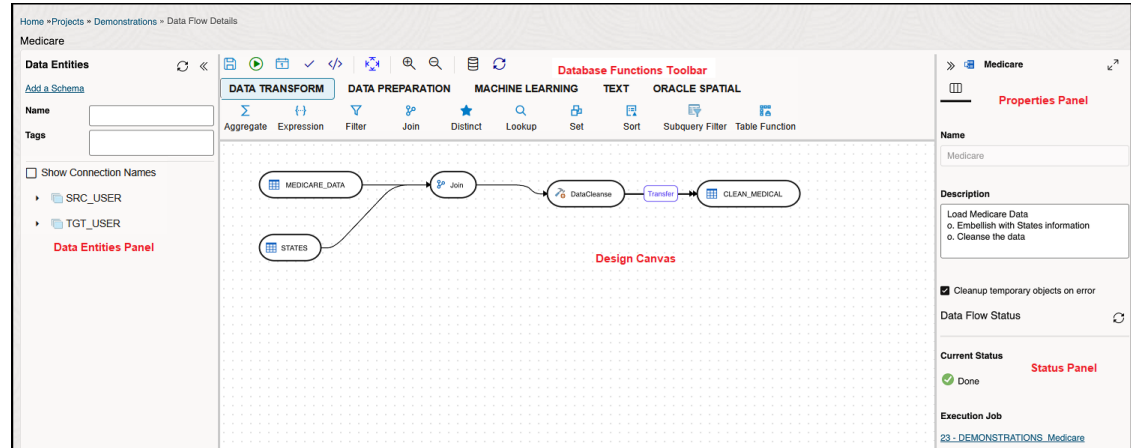 Home »Projects » Demonstrations » Data Flow Details
Medicare
Data Entities
Add a Schema
Name
Tags
Show Connection Names
SRC_USER
TGT_USER
Data Entities Panel
Database Functions Toolbar
DATA TRANSFORM DATA PREPARATION MACHINE LEARNING TEXT ORACLE SPATIAL
Aggregate Expression Filter Join Distinct Lookup Set Sort Subquery Filter Table Function
MEDICARE_DATA Join DataCleanse Transfer CLEAN_MEDICAL
STATES
Design Canvas
Medicare
Properties Panel
Name
Medicare
Description
Load Medicare Data
o. Embellish with States information
o. Cleanse the data
Cleanup temporary objects on error
Data Flow Status
Current Status
Status Panel
Done
Execution Job
23 - DEMONSTRATIONS_Medicare